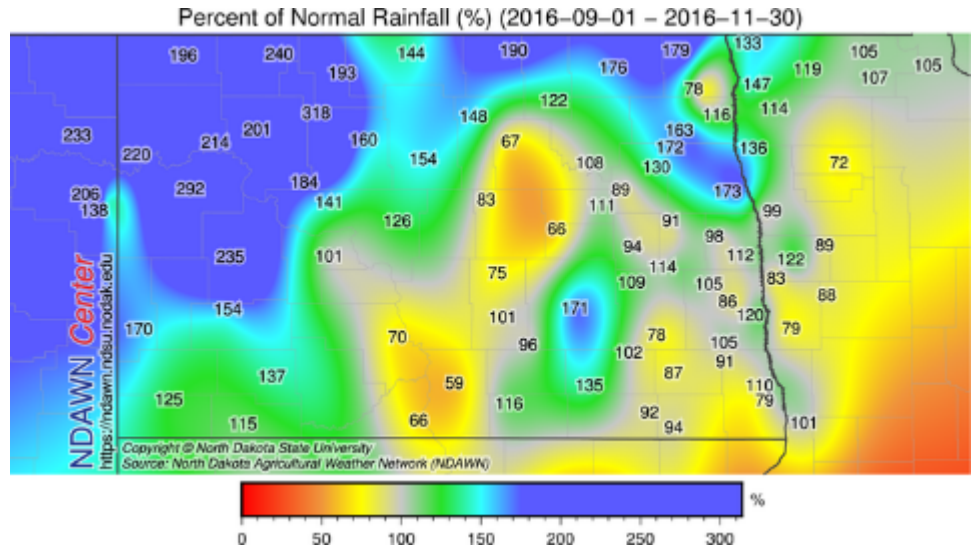 Percent of Normal Rainfall (%) (2016-09-01 - 2016-11-30)
196 240 144 190 179 133 105
193 176 119 107 105
318 148 122 78 116 147 114
233 220 214 201 160 154 67 163 172 136
108 130 72
206 138 292 184 141 83 89 111 173 99
126 66 91 98 89
235 101 94 114 112 122
75 109 105 83
154 171 86 88
170 101 120 79
70 96 78 105
102 91
137 59 135 87 110
125 116 79
115 66 92 94 101
NDAWN Center
https://ndawn.ndsu.nodak.edu
Copyright © North Dakota State University
Source: North Dakota Agricultural Weather Network (NDAWN)
%
0 50 100 150 200 250 300